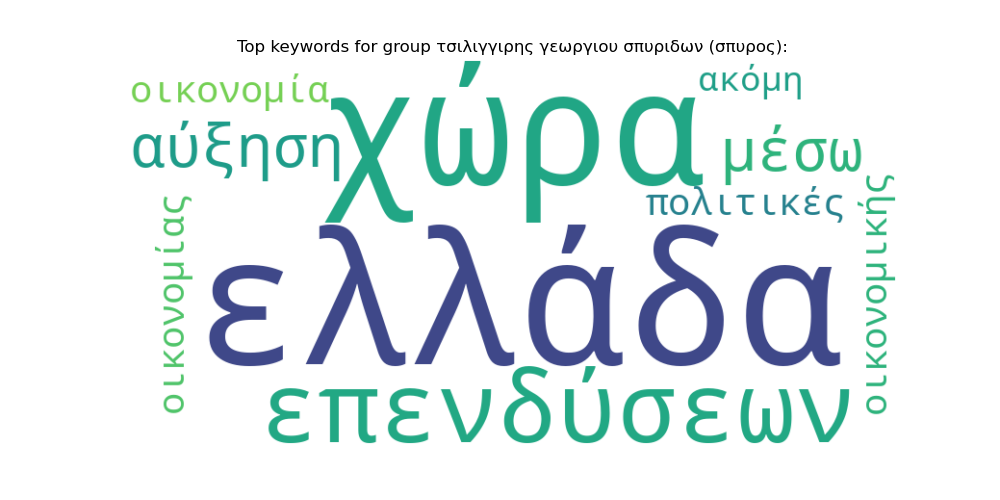 Top keywords for group τσιλιγγιρης γεωργιου σπυριδων (σπυρος):
οικονομία
χώρα
ακόμη
αύξηση
μέσω
πολιτικές
οικονομίας
ελλάδα
οικονομικής
επενδύσεων